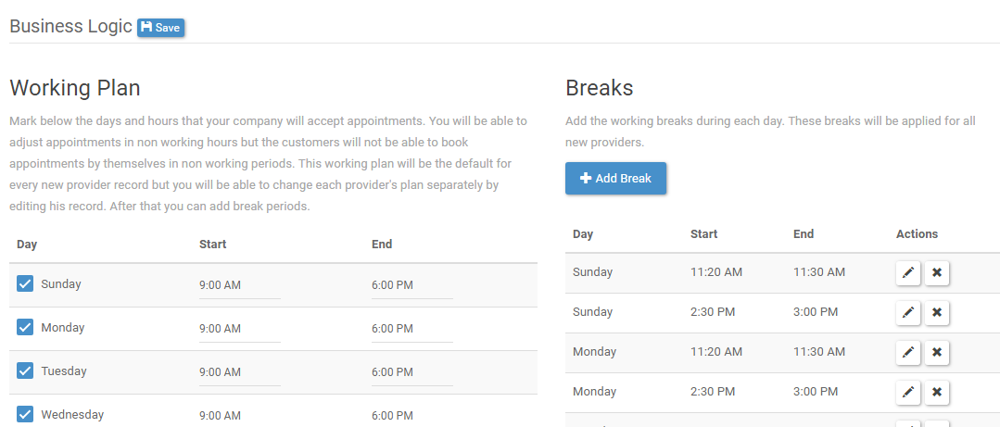 Business Logic Save
Working Plan
Mark below the days and hours that your company will accept appointments. You will be able to
adjust appointments in non working hours but the customers will not be able to book
appointments by themselves in non working periods. This working plan will be the default for
every new provider record but you will be able to change each provider's plan separately by
editing his record. After that you can add break periods.
Day Start End
Sunday 9:00 AM 6:00 PM
Monday 9:00 AM 6:00 PM
Tuesday 9:00 AM 6:00 PM
Wednesday 9:00 AM 6:00 PM
Breaks
Add the working breaks during each day. These breaks will be applied for all
new providers.
Add Break
Day Start End Actions
Sunday 11:20 AM 11:30 AM
Sunday 2:30 PM 3:00 PM
Monday 11:20 AM 11:30 AM
Monday 2:30 PM 3:00 PM